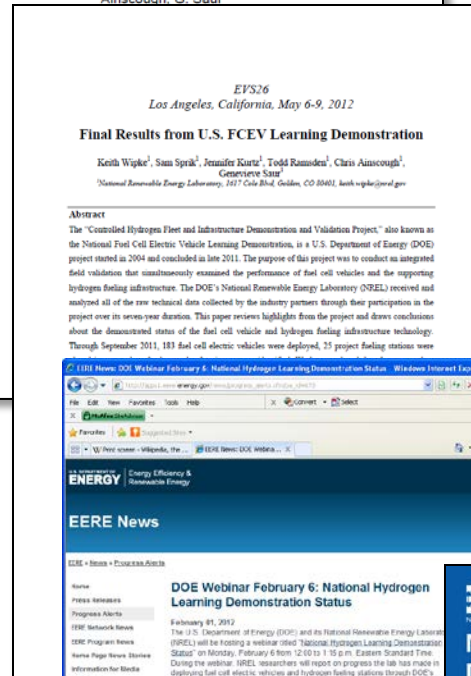 Ainscough, G. Saur
EVS26
Los Angeles, California, May 6-9, 2012
Final Results from U.S. FCEV Learning Demonstration
Keith Wipke1, Sam Sprik1, Jennifer Kurtz1, Todd Ramsden1, Chris Ainscough1,
Genevieve Saur1
1National Renewable Energy Laboratory, 1617 Cole Blvd, Golden, CO 80401, keith.wipke@nrel.gov
Abstract
The "Controlled Hydrogen Fleet and Infrastructure Demonstration and Validation Project," also known as
the National Fuel Cell Electric Vehicle Learning Demonstration, is a U.S. Department of Energy (DOE)
project started in 2004 and concluded in late 2011. The purpose of this project was to conduct an integrated
field validation that simultaneously examined the performance of fuel cell vehicles and the supporting
hydrogen fueling infrastructure. The DOE's National Renewable Energy Laboratory (NREL) received and
analyzed all of the raw technical data collected by the industry partners through their participation in the
project over its seven-year duration. This paper reviews highlights from the project and draws conclusions
about the demonstrated status of the fuel cell vehicle and hydrogen fueling infrastructure technology.
Through September 2011, 183 fuel cell electric vehicles were deployed, 25 project fueling stations were
EERE News: DOE Webinar February 6: National Hydrogen Learning Demonstration Status - Windows Internet Exp
File Edit View Favorites Tools Help
X Convert Select
X McAfee SiteAdvisor
Favorites Suggested Sites
W Print screen - Wikipedia, the ... EERE News: DOE Webina... X
U.S. DEPARTMENT OF
ENERGY Energy Efficiency &
Renewable Energy
EERE News
EERE » News » Progress Alerts
Home
Press Releases
Progress Alerts
EERE Network News
EERE Program News
Home Page News Stories
Information for Media
DOE Webinar February 6: National Hydrogen
Learning Demonstration Status
February 01, 2012
The U.S. Department of Energy (DOE) and its National Renewable Energy Laborat
(NREL) will be hosting a webinar titled "National Hydrogen Learning Demonstration
Status" on Monday, February 6 from 12:00 to 1:15 p.m. Eastern Standard Time.
During the webinar, NREL researchers will report on progress the lab has made in
deploying fuel cell electric vehicles and hydrogen fueling stations through DOE's